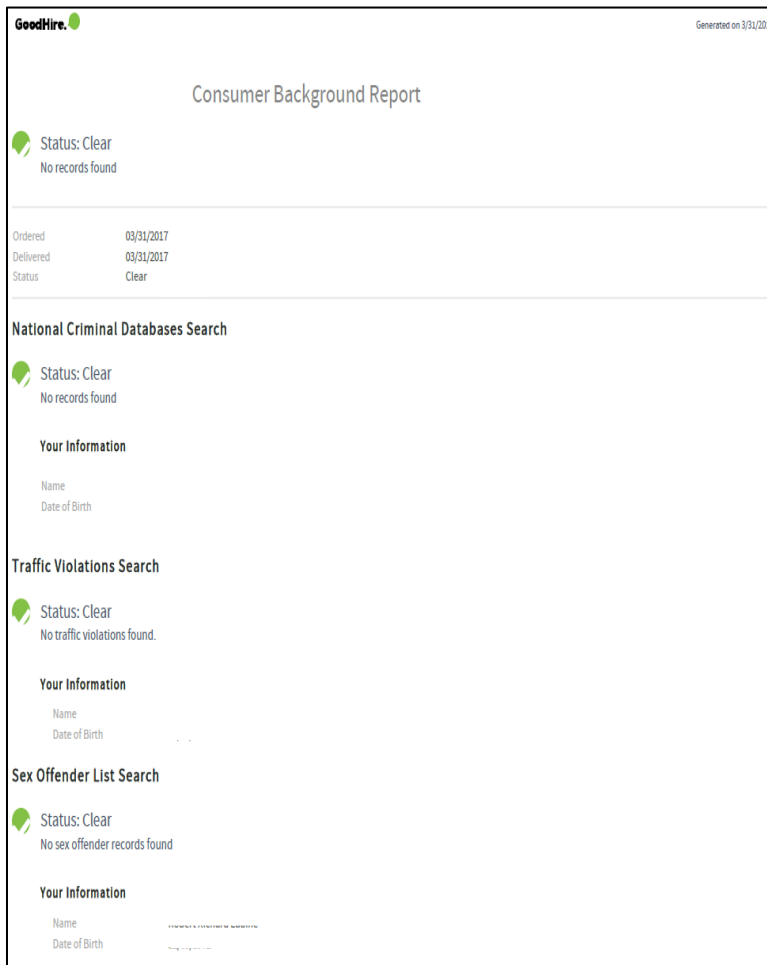 GoodHire.
Generated on 3/31/20
Consumer Background Report
Status: Clear
No records found
Ordered 03/31/2017
Delivered 03/31/2017
Status Clear
National Criminal Databases Search
Status: Clear
No records found
Your Information
Name
Date of Birth
Traffic Violations Search
Status: Clear
No traffic violations found.
Your Information
Name
Date of Birth
Sex Offender List Search
Status: Clear
No sex offender records found
Your Information
Name
Date of Birth